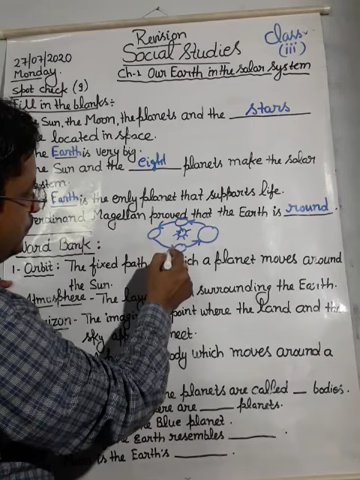 Revision
Social Studies
Class- (iii)
27/07/2020
Monday.
Ch-1 Our Earth in the solar system
Spot check (9)
Fill in the blanks:-
Sun, the Moon, the planets and the stars
located in space.
The Earth is very big.
Sun and the eight planets make the solar
system.
Earth is the only planet that supports life.
Ferdinand Magellan proved that the Earth is round.
Word Bank:
1- Orbit: The fixed path which a planet moves around
the Sun.
Atmosphere - The surrounding the Earth.
The point where the land and the
sky meet.
body which moves around a
planets are called _ bodies.
are ____ planets.
the Blue planet.
Earth resembles ____
is the Earth's ____.